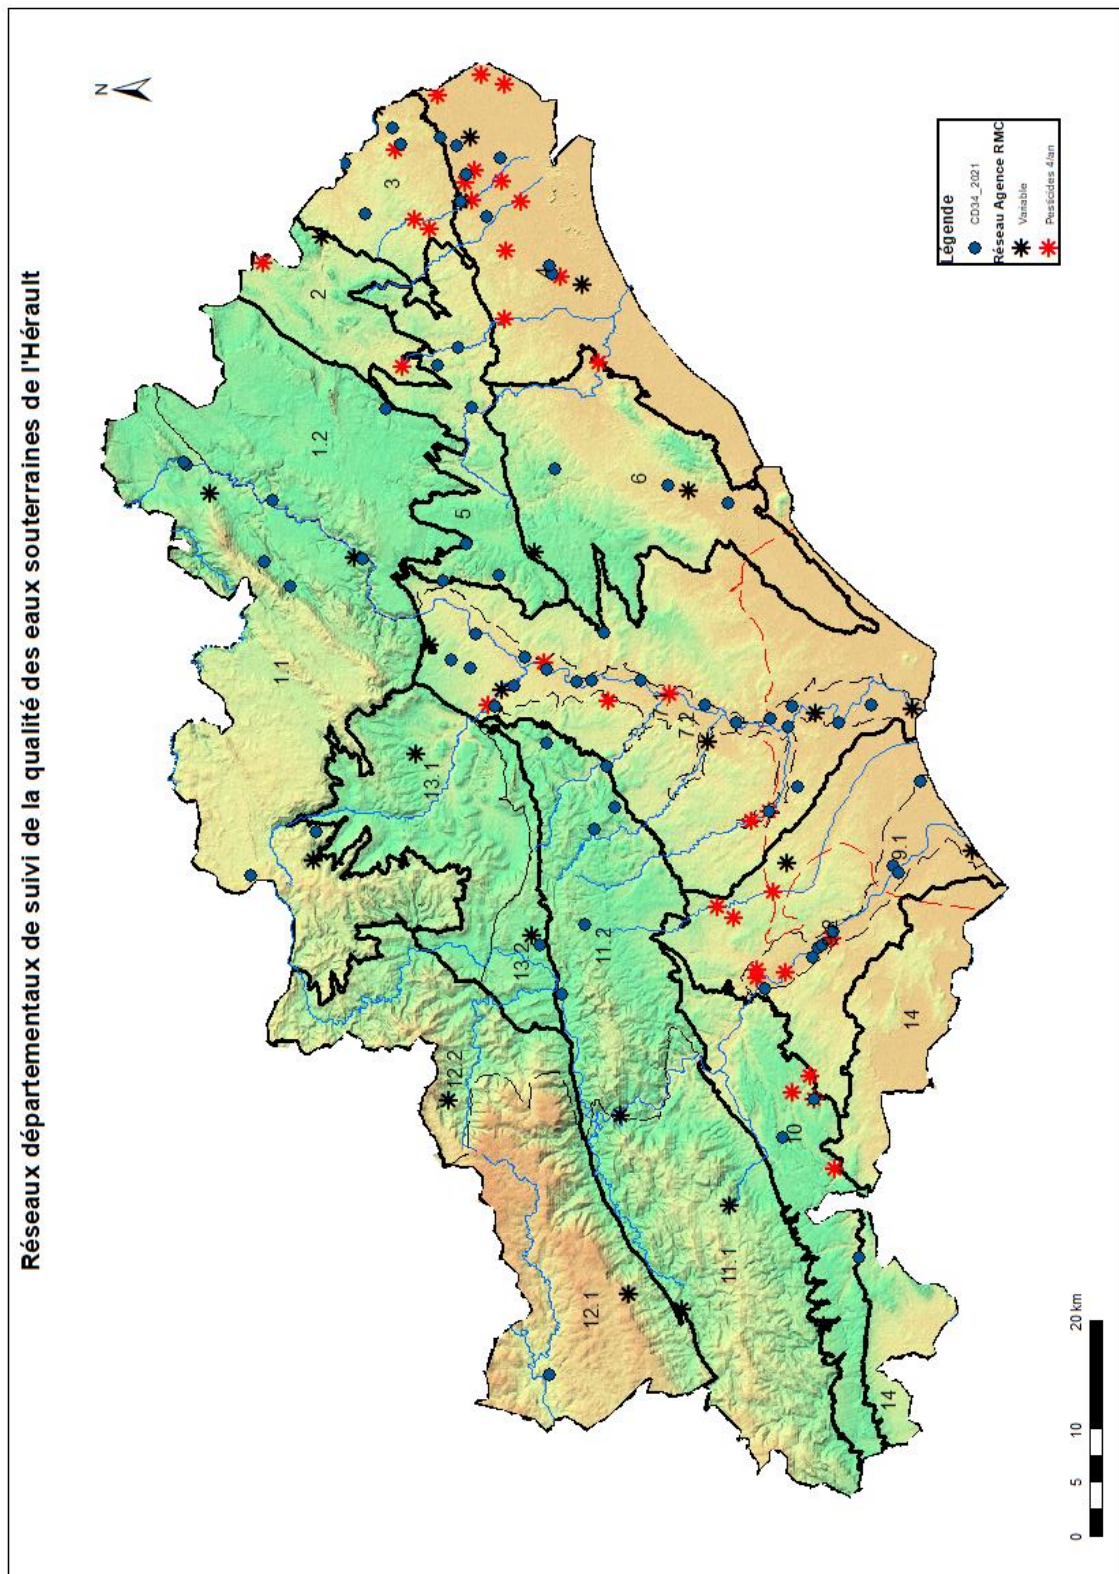 Réseaux départementaux de suivi de la qualité des eaux souterraines de l'Hérault
N
1.1
1.2
2
3
4
5
6
7
7.2
13.1
13.2
12.2
12.1
11.2
11.1
10
9.1
14
14
Légende
CD34_2021
Réseau Agence RMC
Variable
Pesticides 4/an
0 5 10 20 km